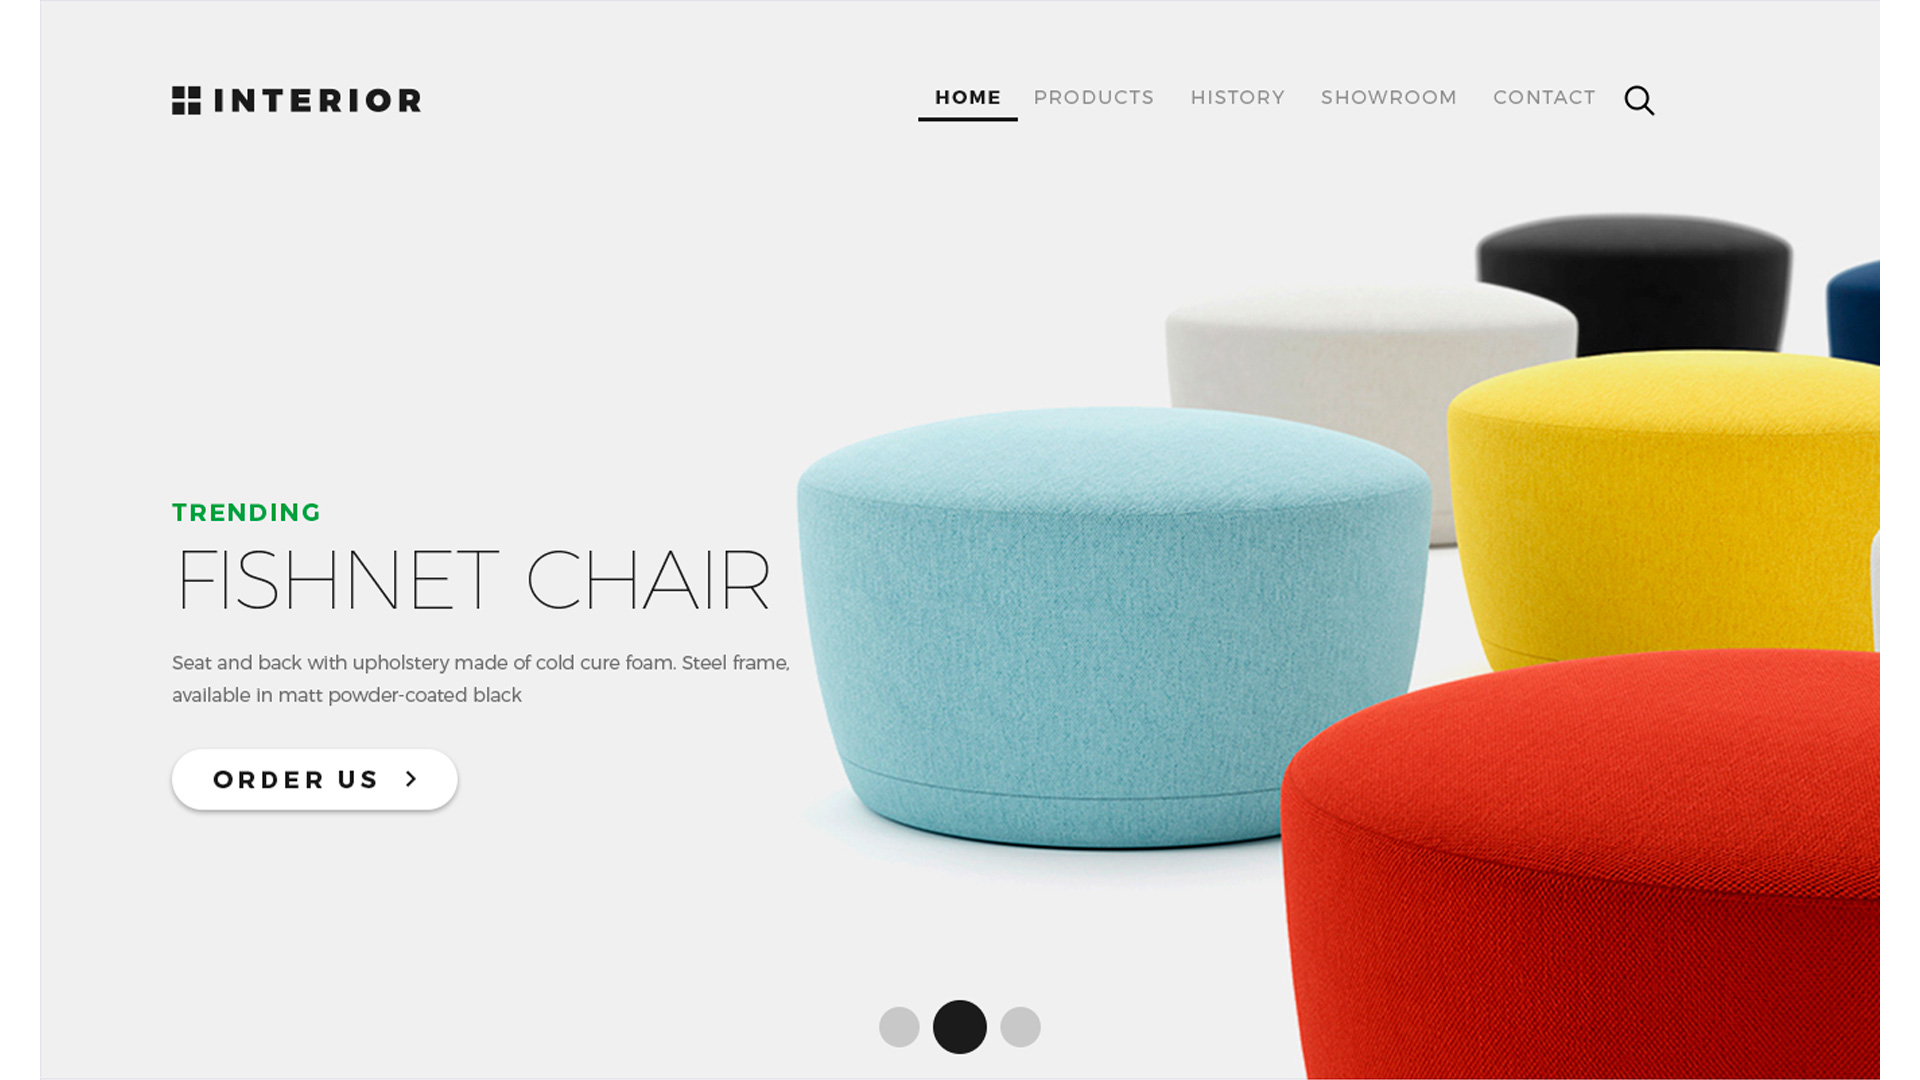 INTERIOR
HOME PRODUCTS HISTORY SHOWROOM CONTACT
TRENDING
FISHNET CHAIR
Seat and back with upholstery made of cold cure foam. Steel frame,
available in matt powder-coated black
ORDER US